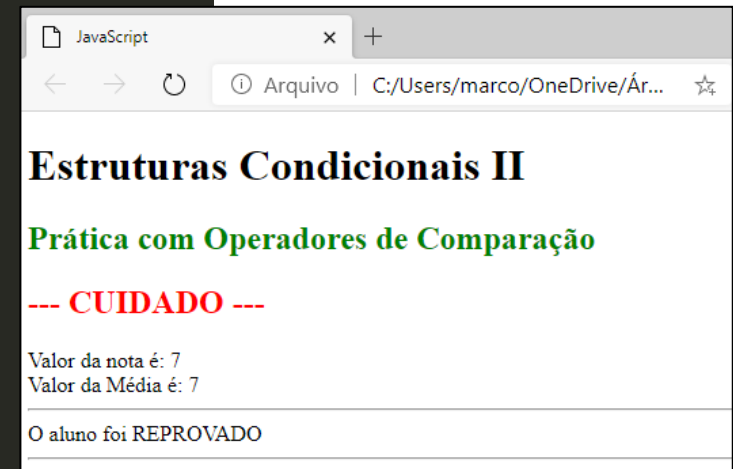 JavaScript
Arquivo | C:/Users/marco/OneDrive/Ár...
Estruturas Condicionais II
Prática com Operadores de Comparação
--- CUIDADO ---
Valor da nota é: 7
Valor da Média é: 7
O aluno foi REPROVADO